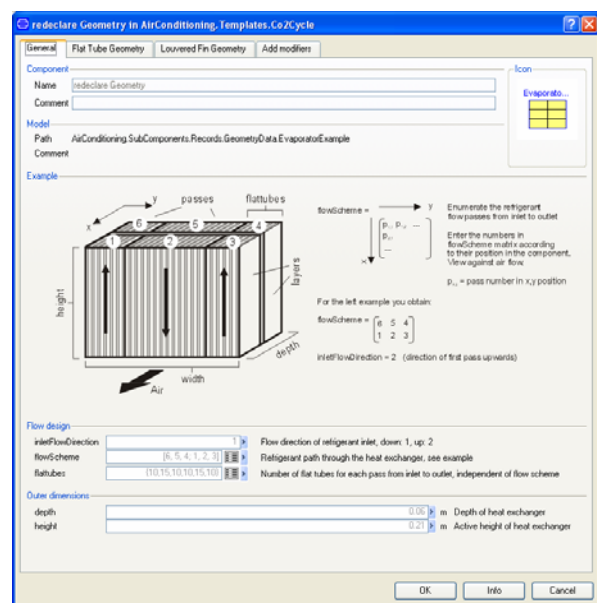 redeclare Geometry in AirConditioning.Templates.Co2Cycle
General Flat Tube Geometry Louvered Fin Geometry Add modifiers
Component
Icon
Name redeclare Geometry
Comment
Evaporato...
Model
Path AirConditioning.SubComponents.Records.GeometryData.EvaporatorExample
Comment
Example
y passes flattubes
x
6 5 4
1 2 3
height
layers
depth
width
Air
flowScheme =
y
x
Enumerate the refrigerant
flow passes from inlet to outlet
Enter the numbers in
flowScheme matrix according
to their position in the component.
View against air flow.
= pass number in x,y position
For the left example you obtain:
flowScheme = 6 5 4
1 2 3
inletFlowDirection = 2 (direction of first pass upwards)
Flow design
inletFlowDirection 1 Flow direction of refrigerant inlet, down: 1, up: 2
flowScheme [6, 5, 4; 1, 2, 3] Refrigerant path through the heat exchanger, see example
flattubes {10,15,10,10,15,10} Number of flat tubes for each pass from inlet to outlet, independent of flow scheme
Outer dimensions
depth 0.06 m Depth of heat exchanger
height 0.21 m Active height of heat exchanger
OK Info Cancel